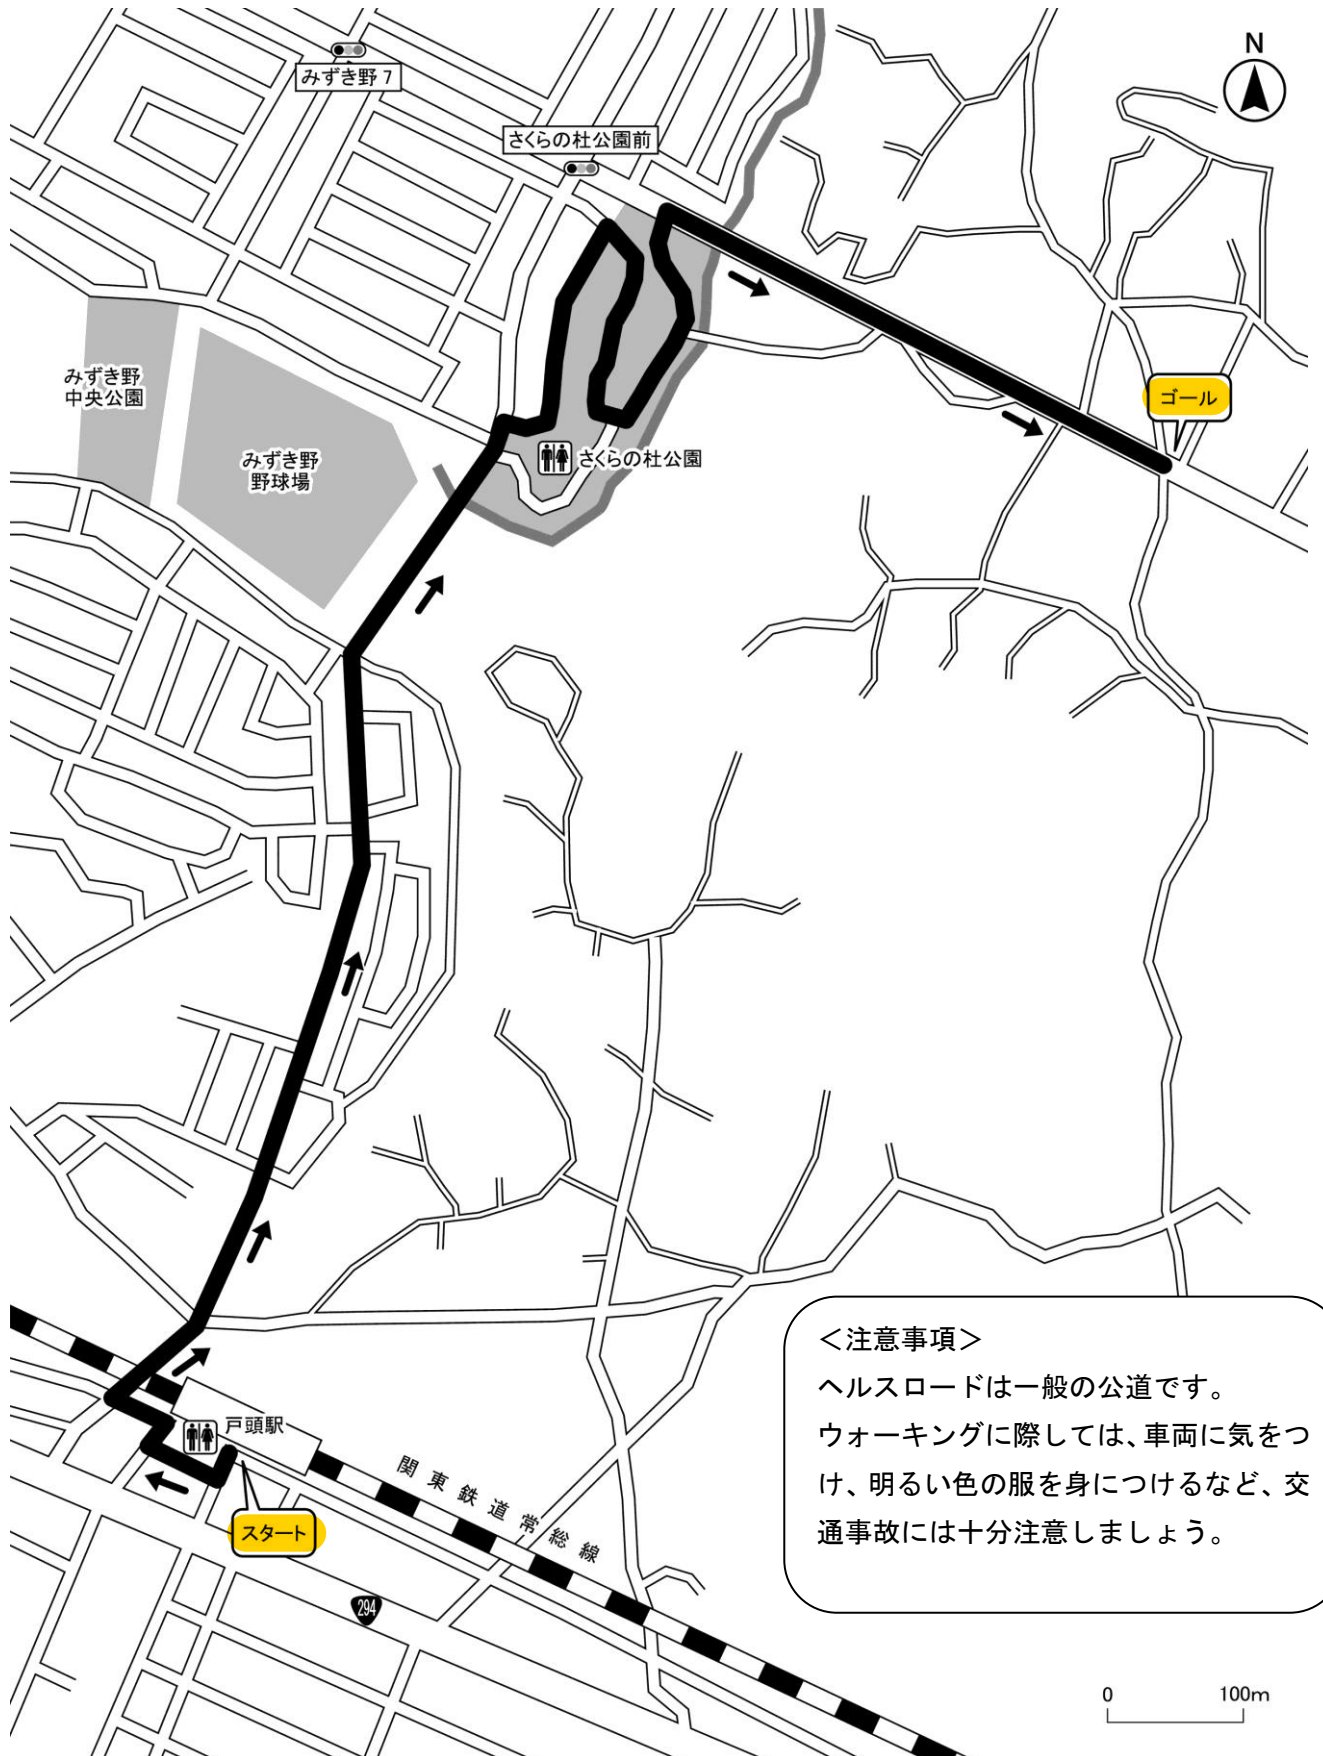 N
みずき野 7
さくらの杜公園前
みずき野
中央公園
ゴール
みずき野
野球場
さくらの杜公園
＜注意事項＞
ヘルスロードは一般の公道です。
ウォーキングに際しては、車両に気をつ
け、明るい色の服を身につけるなど、交
通事故には十分注意しましょう。
戸頭駅
関東鉄道常総線
スタート
294
0 100m